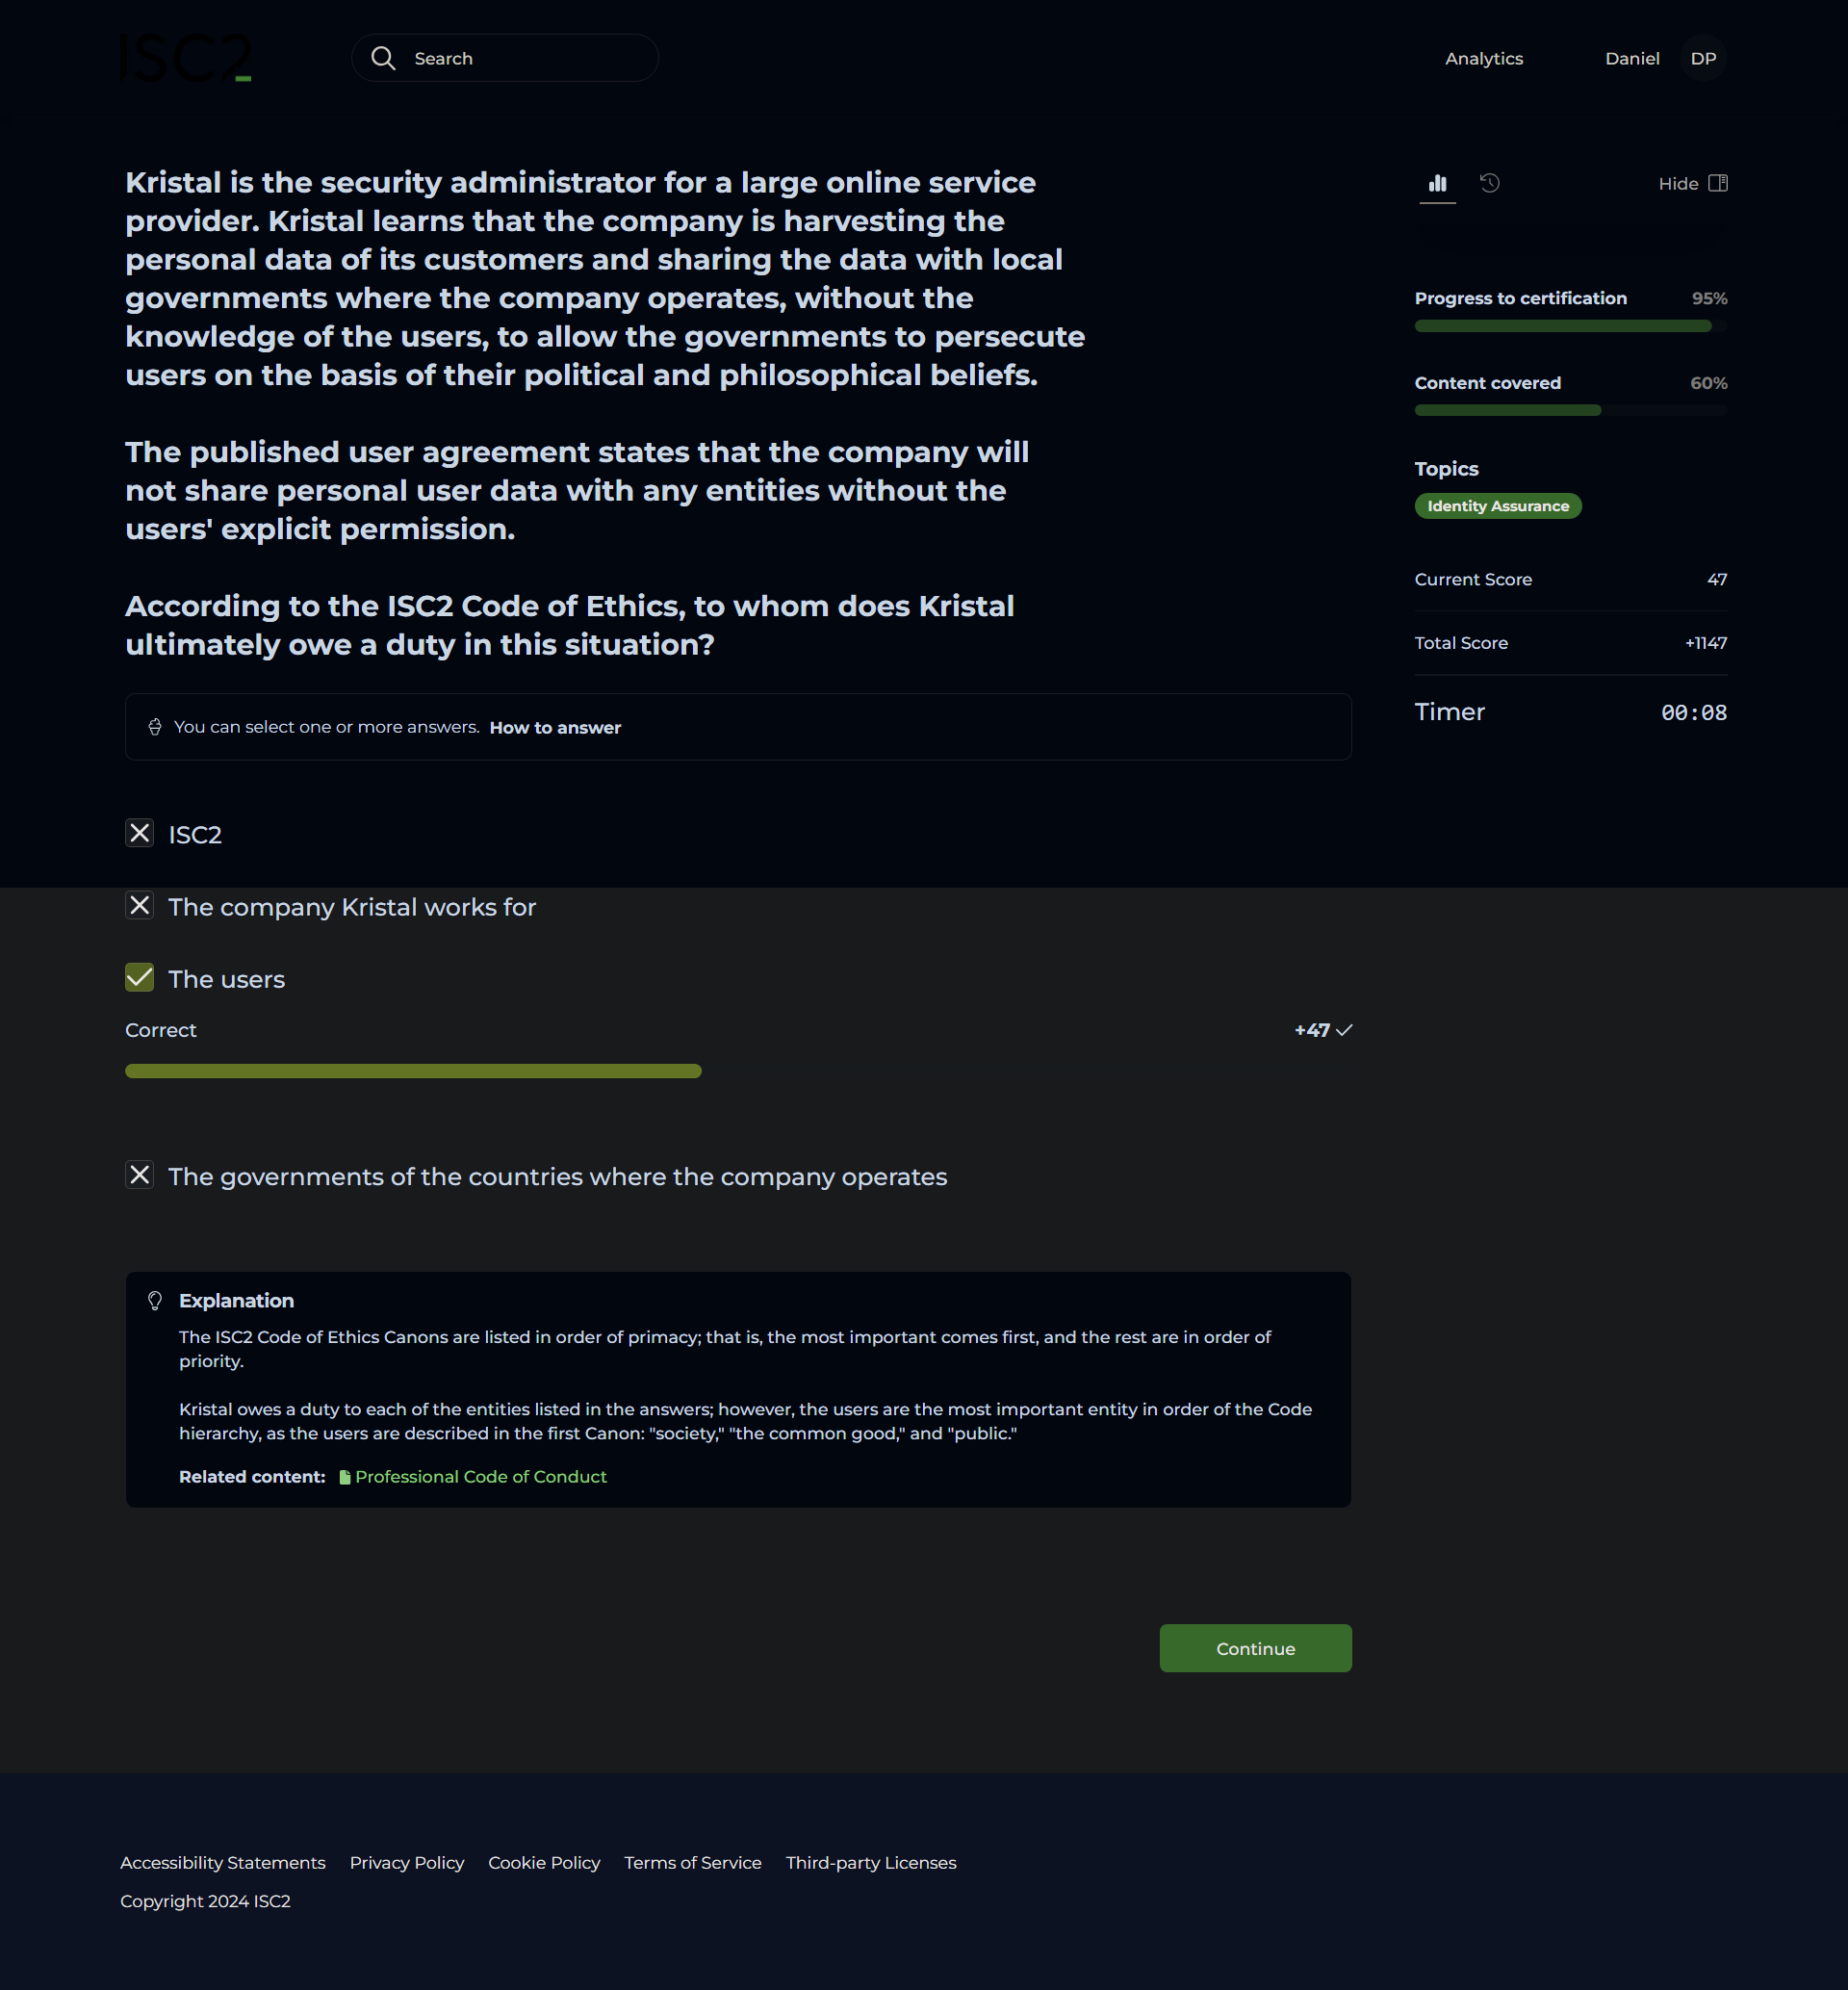 ISC2
Search
Analytics
Daniel
DP
Kristal is the security administrator for a large online service
provider. Kristal learns that the company is harvesting the
personal data of its customers and sharing the data with local
governments where the company operates, without the
knowledge of the users, to allow the governments to persecute
users on the basis of their political and philosophical beliefs.
The published user agreement states that the company will
not share personal user data with any entities without the
users' explicit permission.
According to the ISC2 Code of Ethics, to whom does Kristal
ultimately owe a duty in this situation?
You can select one or more answers. How to answer
ISC2
The company Kristal works for
The users
Correct
+47
The governments of the countries where the company operates
Explanation
The ISC2 Code of Ethics Canons are listed in order of primacy; that is, the most important comes first, and the rest are in order of
priority.
Kristal owes a duty to each of the entities listed in the answers; however, the users are the most important entity in order of the Code
hierarchy, as the users are described in the first Canon: "society," "the common good," and "public."
Related content: Professional Code of Conduct
Continue
Hide
Progress to certification 95%
Content covered 60%
Topics
Identity Assurance
Current Score 47
Total Score +1147
Timer 00:08
Accessibility Statements Privacy Policy Cookie Policy Terms of Service Third-party Licenses
Copyright 2024 ISC2